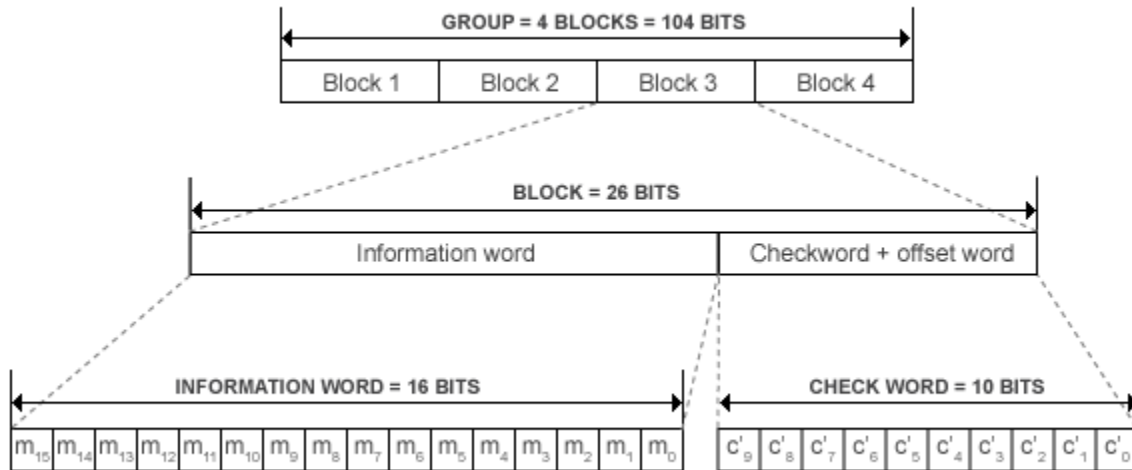 GROUP = 4 BLOCKS = 104 BITS
Block 1 Block 2 Block 3 Block 4
BLOCK = 26 BITS
Information word Checkword + offset word
INFORMATION WORD = 16 BITS CHECK WORD = 10 BITS
m₁₅ m₁₄ m₁₃ m₁₂ m₁₁ m₁₀ m₉ m₈ m₇ m₆ m₅ m₄ m₃ m₂ m₁ m₀ c'₉ c'₈ c'₇ c'₆ c'₅ c'₄ c'₃ c'₂ c'₁ c'₀